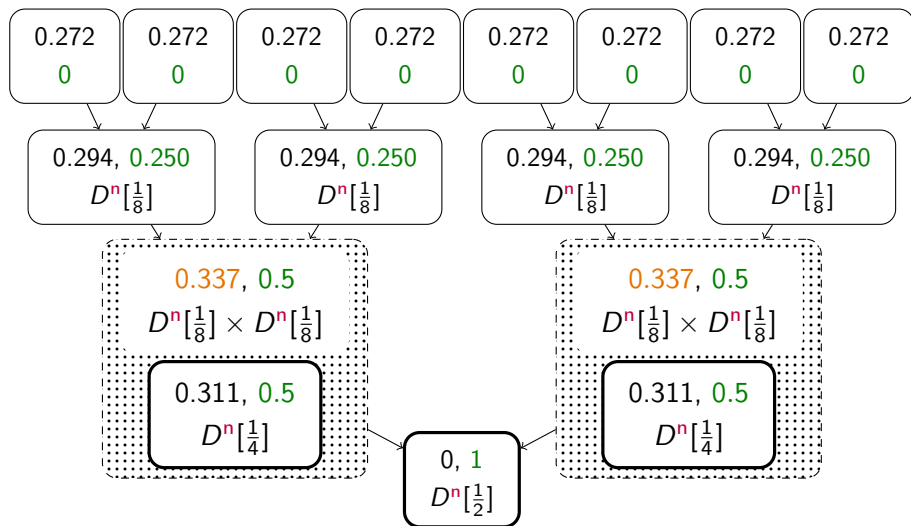 0.272 0.272 0.272 0.272 0.272 0.272 0.272 0.272
0 0 0 0 0 0 0 0
0.294, 0.250 0.294, 0.250 0.294, 0.250 0.294, 0.250
Dⁿ[1/8] Dⁿ[1/8] Dⁿ[1/8] Dⁿ[1/8]
0.337, 0.5 0.337, 0.5
Dⁿ[1/8] × Dⁿ[1/8] Dⁿ[1/8] × Dⁿ[1/8]
0.311, 0.5 0.311, 0.5
Dⁿ[1/4] Dⁿ[1/4]
0, 1
Dⁿ[1/2]